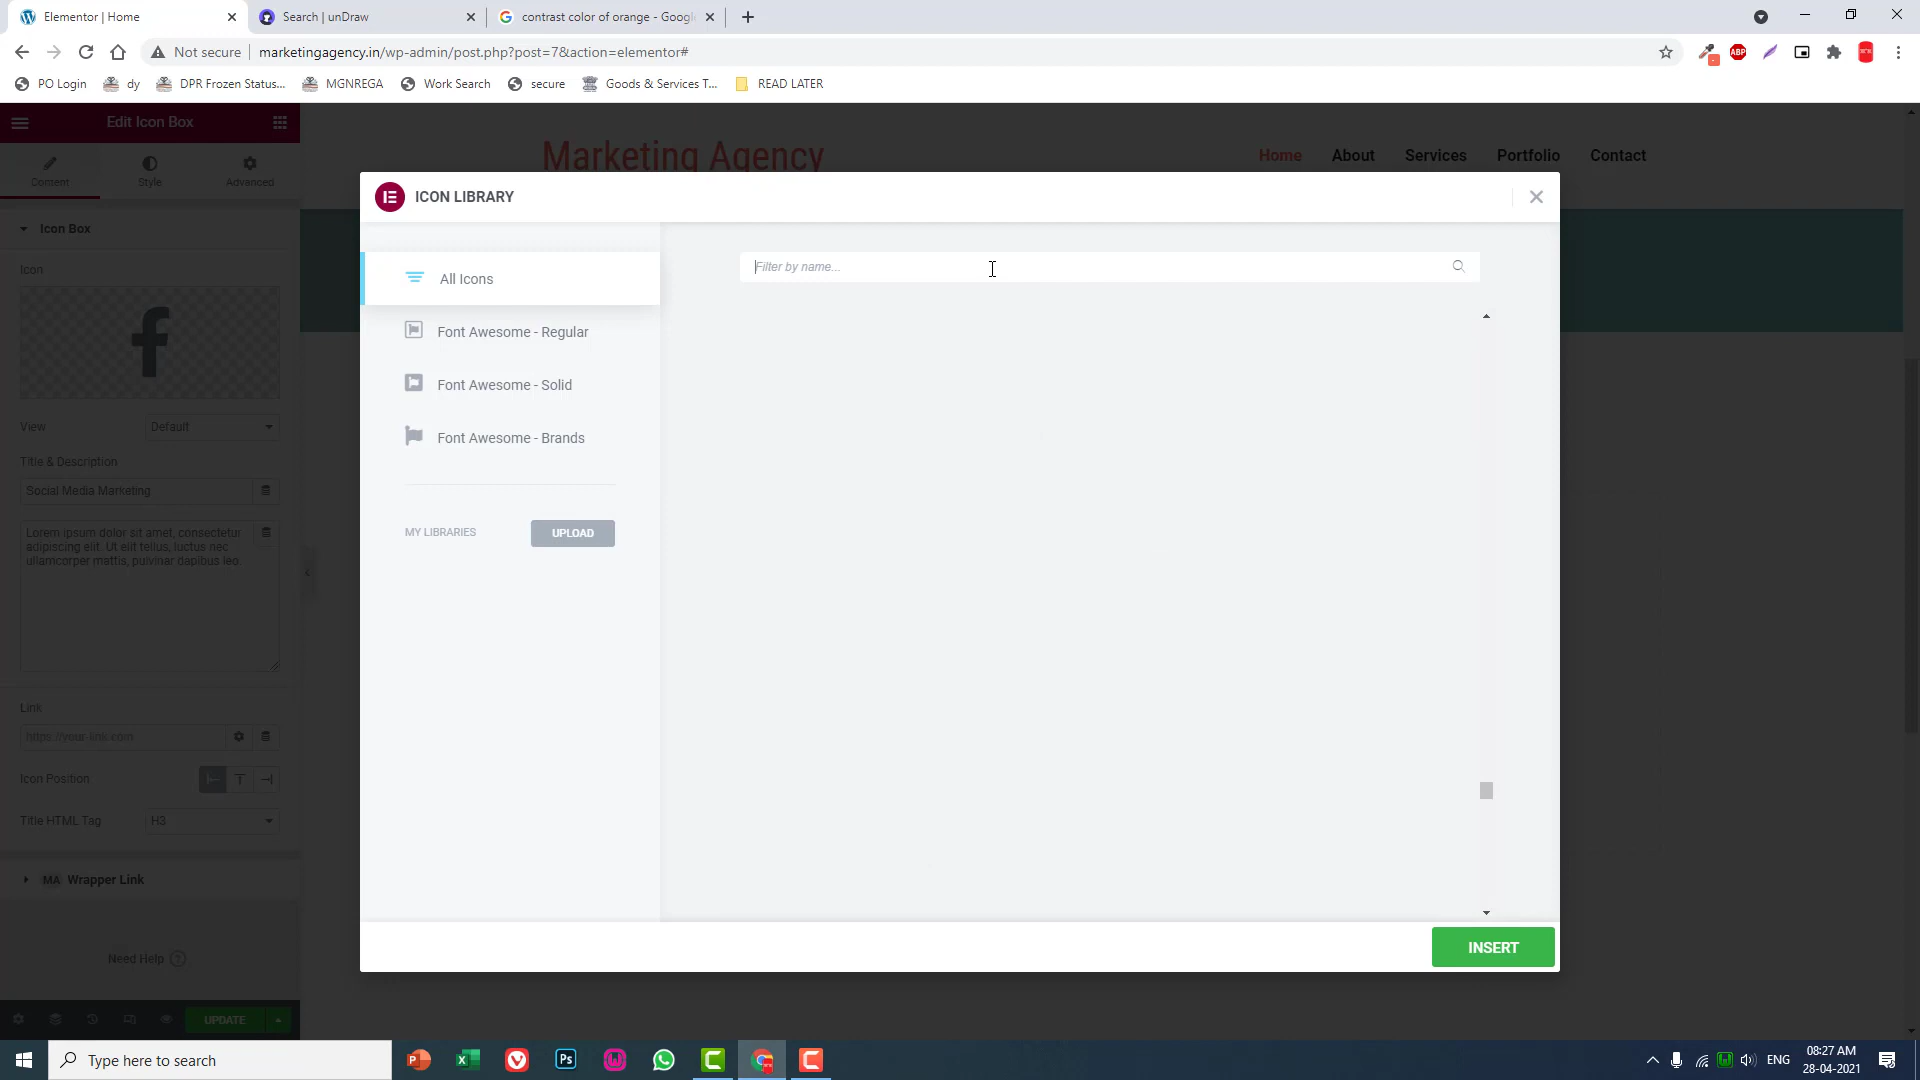 Elementor | Home
Search | unDraw
contrast color of orange - Googl
Not secure
marketingagency.in/wp-admin/post.php?post=7&action=elementor#
PO Login
dy
DPR Frozen Status...
MGNREGA
Work Search
secure
Goods & Services T...
READ LATER
Edit Icon Box
Content
Style
Advanced
Marketing Agency
Home
About
Services
Portfolio
Contact
ICON LIBRARY
Icon Box
Icon
All Icons
Filter by name...
Font Awesome - Regular
Font Awesome - Solid
Font Awesome - Brands
MY LIBRARIES
UPLOAD
View
Default
Title & Description
Social Media Marketing
Lorem ipsum dolor sit amet, consectetur
adipiscing elit. Ut elit tellus, luctus nec
ullamcorper mattis, pulvinar dapibus leo.
Link
https://your-link.com
Icon Position
Title HTML Tag
H3
MA Wrapper Link
Need Help ?
INSERT
UPDATE
Type here to search
ENG
08:27 AM
28-04-2021